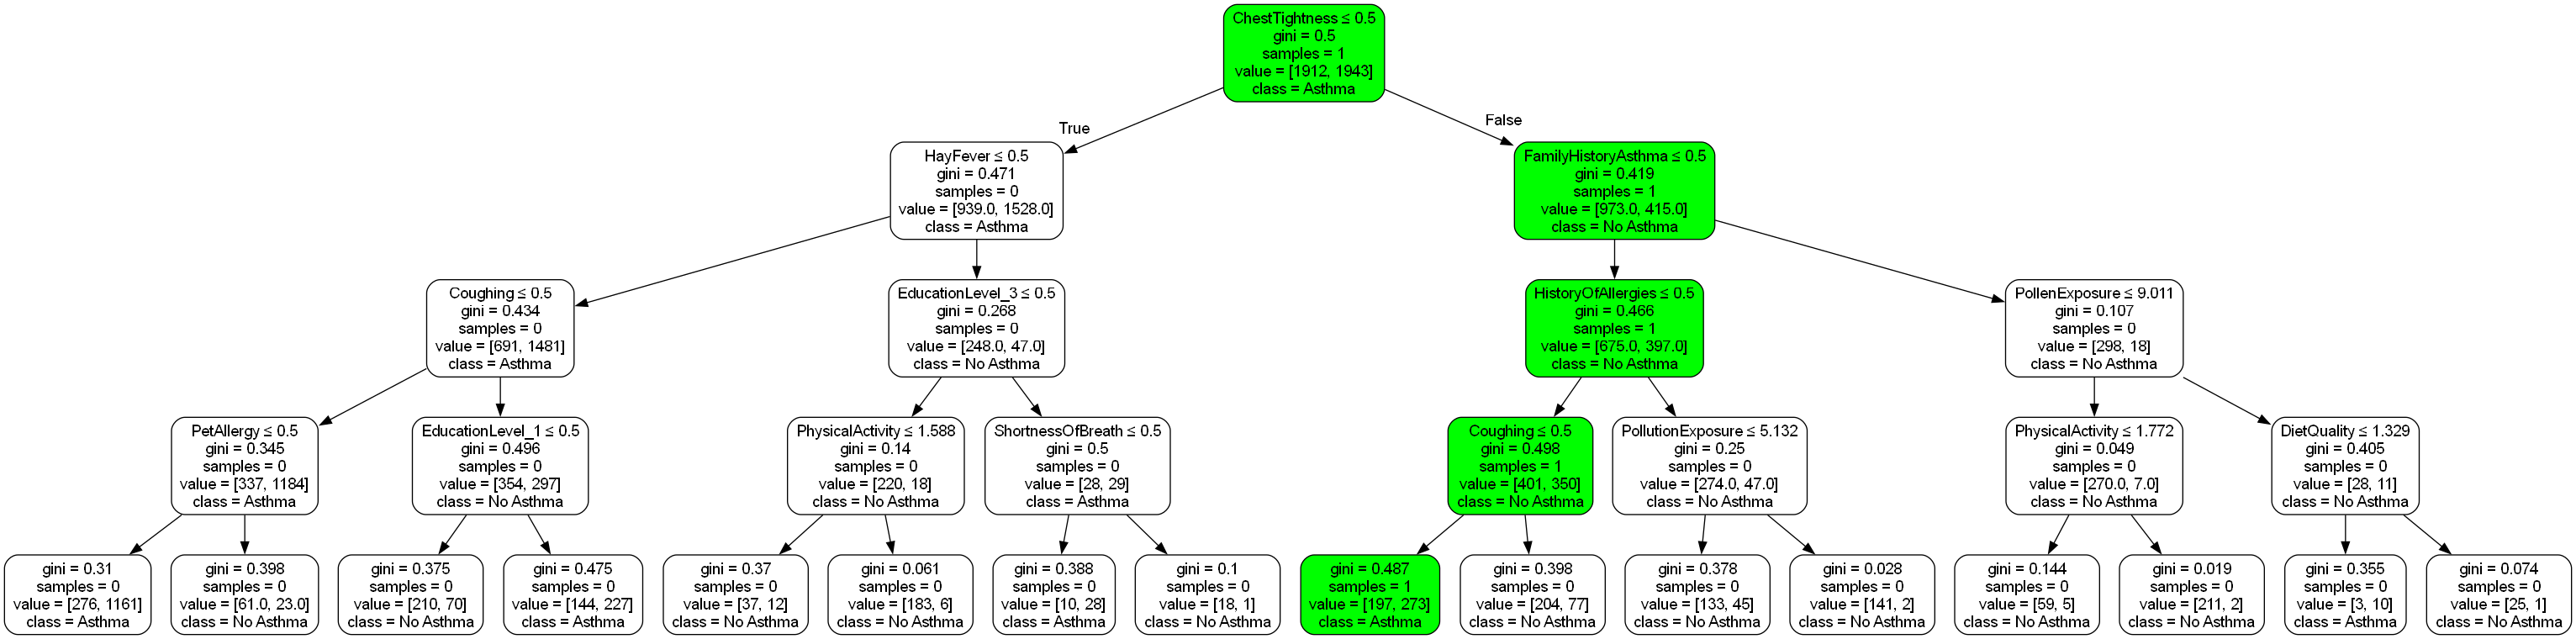 ChestTightness ≤ 0.5
gini = 0.5
samples = 1
value = [1912, 1943]
class = Asthma
True
False
HayFever ≤ 0.5
gini = 0.471
samples = 0
value = [939.0, 1528.0]
class = Asthma
FamilyHistoryAsthma ≤ 0.5
gini = 0.419
samples = 1
value = [973.0, 415.0]
class = No Asthma
Coughing ≤ 0.5
gini = 0.434
samples = 0
value = [691, 1481]
class = Asthma
EducationLevel_3 ≤ 0.5
gini = 0.268
samples = 0
value = [248.0, 47.0]
class = No Asthma
HistoryOfAllergies ≤ 0.5
gini = 0.466
samples = 1
value = [675.0, 397.0]
class = No Asthma
PollenExposure ≤ 9.011
gini = 0.107
samples = 0
value = [298, 18]
class = No Asthma
PetAllergy ≤ 0.5
gini = 0.345
samples = 0
value = [337, 1184]
class = Asthma
EducationLevel_1 ≤ 0.5
gini = 0.496
samples = 0
value = [354, 297]
class = No Asthma
PhysicalActivity ≤ 1.588
gini = 0.14
samples = 0
value = [220, 18]
class = No Asthma
ShortnessOfBreath ≤ 0.5
gini = 0.5
samples = 0
value = [28, 29]
class = Asthma
Coughing ≤ 0.5
gini = 0.498
samples = 1
value = [401, 350]
class = No Asthma
PollutionExposure ≤ 5.132
gini = 0.25
samples = 0
value = [274.0, 47.0]
class = No Asthma
PhysicalActivity ≤ 1.772
gini = 0.049
samples = 0
value = [270.0, 7.0]
class = No Asthma
DietQuality ≤ 1.329
gini = 0.405
samples = 0
value = [28, 11]
class = No Asthma
gini = 0.31
samples = 0
value = [276, 1161]
class = Asthma
gini = 0.398
samples = 0
value = [61.0, 23.0]
class = No Asthma
gini = 0.375
samples = 0
value = [210, 70]
class = No Asthma
gini = 0.475
samples = 0
value = [144, 227]
class = Asthma
gini = 0.37
samples = 0
value = [37, 12]
class = No Asthma
gini = 0.061
samples = 0
value = [183, 6]
class = No Asthma
gini = 0.388
samples = 0
value = [10, 28]
class = Asthma
gini = 0.1
samples = 0
value = [18, 1]
class = No Asthma
gini = 0.487
samples = 1
value = [197, 273]
class = Asthma
gini = 0.398
samples = 0
value = [204, 77]
class = No Asthma
gini = 0.378
samples = 0
value = [133, 45]
class = No Asthma
gini = 0.028
samples = 0
value = [141, 2]
class = No Asthma
gini = 0.144
samples = 0
value = [59, 5]
class = No Asthma
gini = 0.019
samples = 0
value = [211, 2]
class = No Asthma
gini = 0.355
samples = 0
value = [3, 10]
class = Asthma
gini = 0.074
samples = 0
value = [25, 1]
class = No Asthma